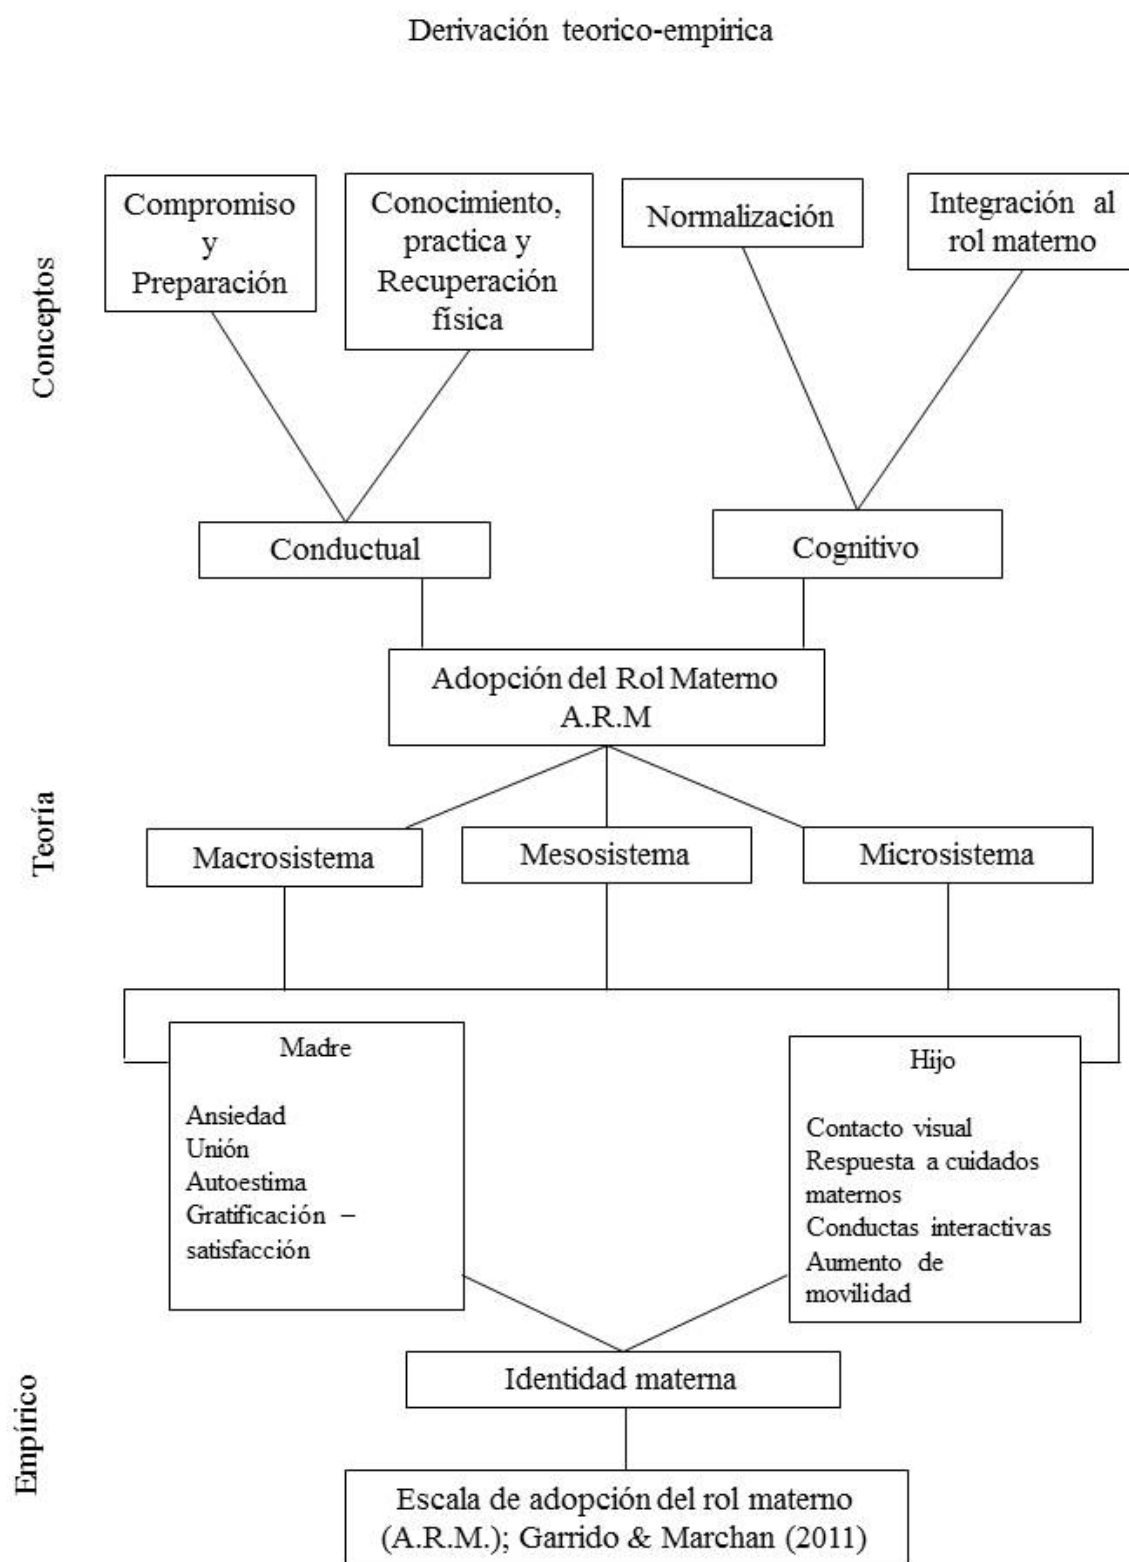 Derivación teorico-empirica
Conceptos
Compromiso
y
Preparación
Conocimiento,
practica y
Recuperación
física
Normalización
Integración al
rol materno
Conductual
Cognitivo
Adopción del Rol Materno
A.R.M
Teoría
Macrosistema
Mesosistema
Microsistema
Madre
Ansiedad
Unión
Autoestima
Gratificación –
satisfacción
Hijo
Contacto visual
Respuesta a cuidados
maternos
Conductas interactivas
Aumento de
movilidad
Empírico
Identidad materna
Escala de adopción del rol materno
(A.R.M.); Garrido & Marchan (2011)